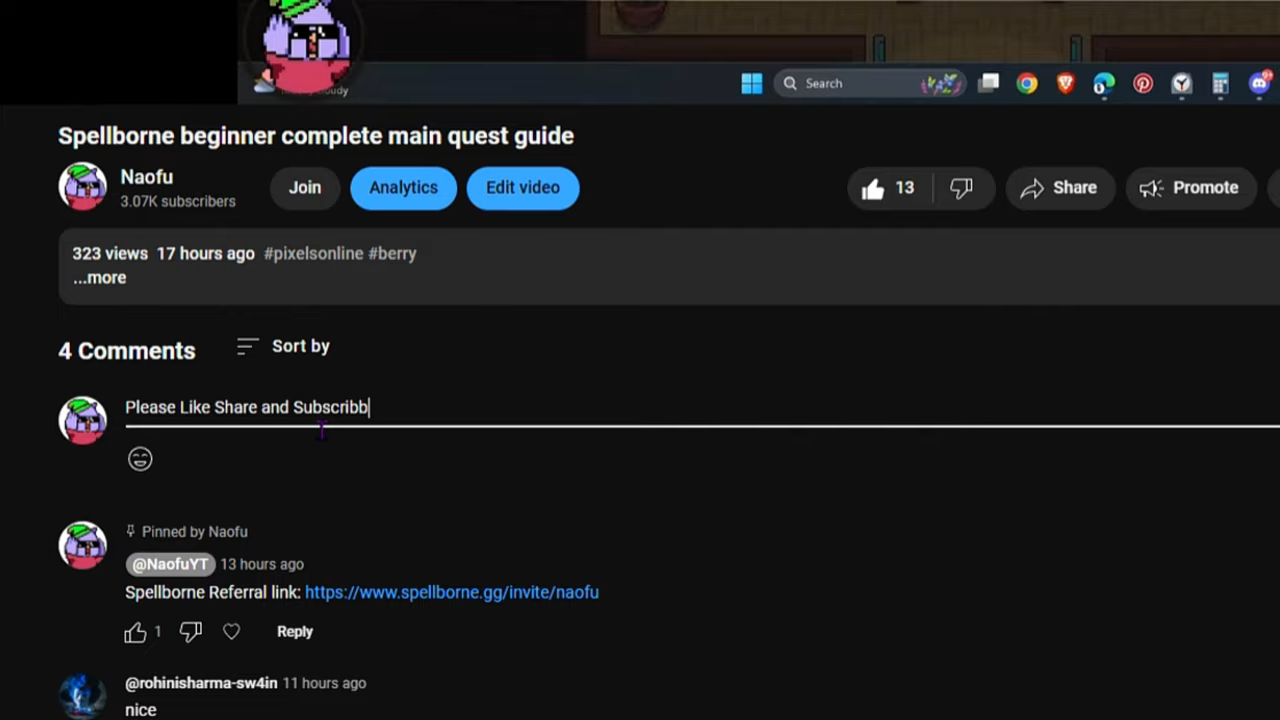 Search
Spellborne beginner complete main quest guide
Naofu
3.07K subscribers
Join
Analytics
Edit video
13
Share
Promote
323 views 17 hours ago #pixelsonline #berry
...more
4 Comments
Sort by
Please Like Share and Subscribb
Pinned by Naofu
@NaofuYT 13 hours ago
Spellborne Referral link: https://www.spellborne.gg/invite/naofu
1
Reply
@rohinisharma-sw4in 11 hours ago
nice